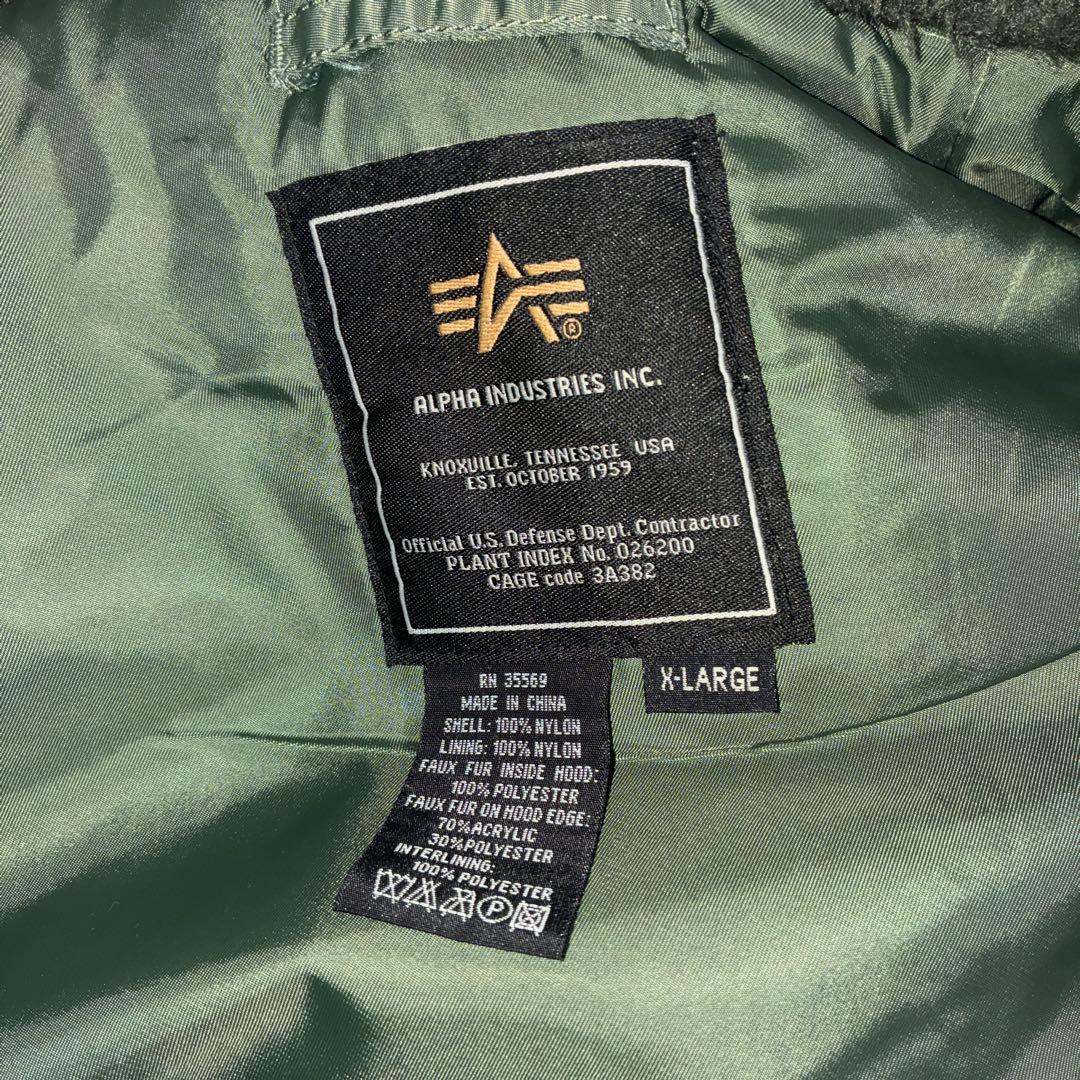 ®
ALPHA INDUSTRIES INC.
KNOXVILLE, TENNESSEE USA
EST. OCTOBER 1959
Official U.S. Defense Dept. Contractor
PLANT INDEX No. 026200
CAGE code 3A382
X-LARGE
RN 35569
MADE IN CHINA
SHELL: 100% NYLON
LINING: 100% NYLON
FAUX FUR INSIDE HOOD:
100% POLYESTER
FAUX FUR ON HOOD EDGE:
70% ACRYLIC
30% POLYESTER
INTERLINING:
100% POLYESTER
P